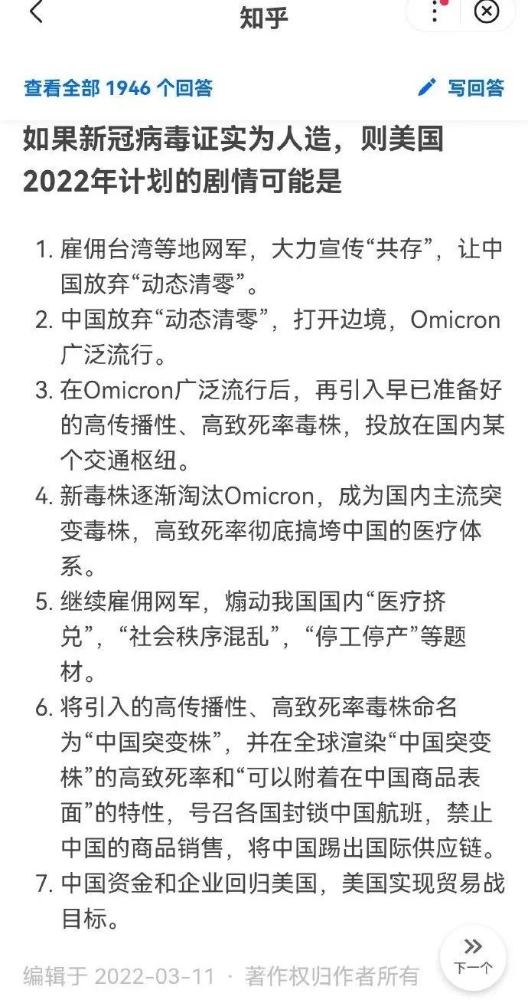 知乎
查看全部 1946 个回答
写回答
如果新冠病毒证实为人造，则美国
2022年计划的剧情可能是
1. 雇佣台湾等地网军，大力宣传“共存”，让中
国放弃“动态清零”。
2. 中国放弃“动态清零”，打开边境，Omicron
广泛流行。
3. 在Omicron广泛流行后，再引入早已准备好
的高传播性、高致死率毒株，投放在国内某
个交通枢纽。
4. 新毒株逐渐淘汰Omicron，成为国内主流突
变毒株，高致死率彻底搞垮中国的医疗体
系。
5. 继续雇佣网军，煽动我国国内“医疗挤
兑”，“社会秩序混乱”，“停工停产”等题
材。
6. 将引入的高传播性、高致死率毒株命名
为“中国突变株”，并在全球渲染“中国突变
株”的高致死率和“可以附着在中国商品表
面”的特性，号召各国封锁中国航班，禁止
中国的商品销售，将中国踢出国际供应链。
7. 中国资金和企业回归美国，美国实现贸易战
目标。
编辑于 2022-03-11 · 著作权归作者所有
下一个